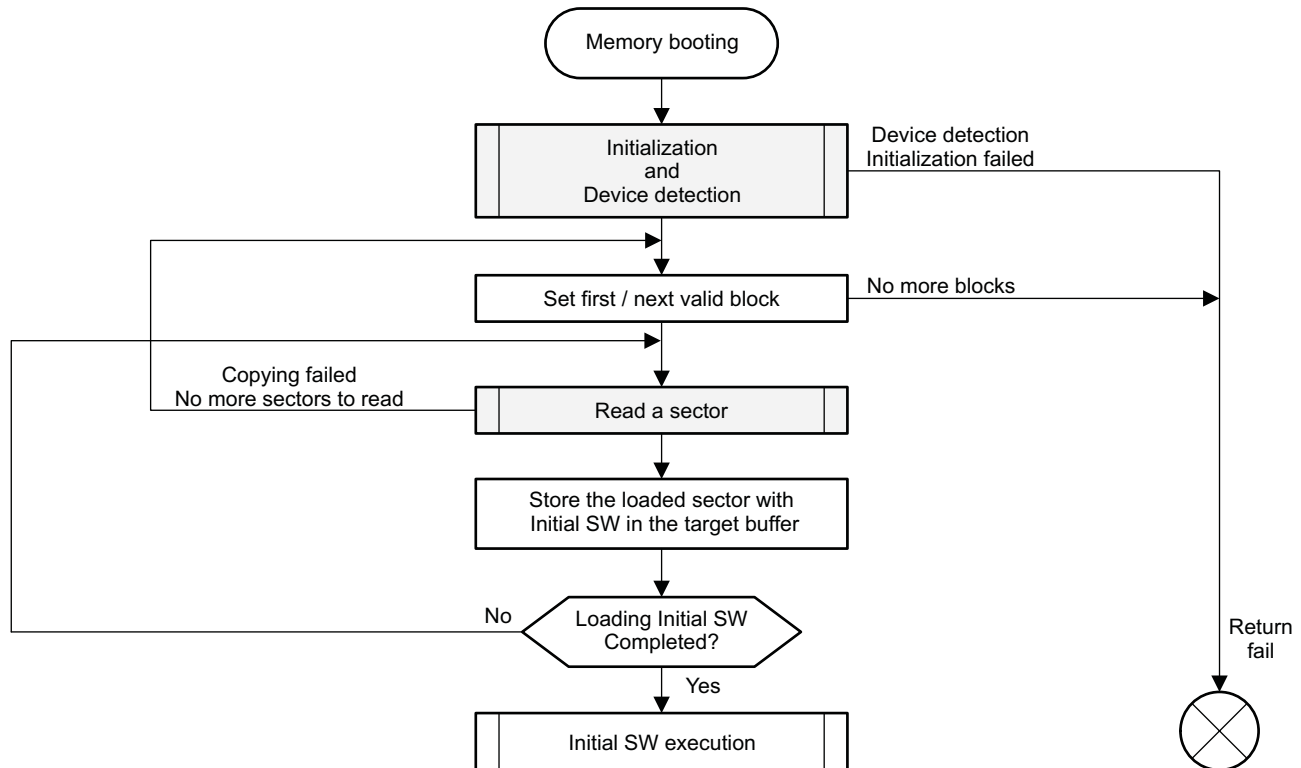 Memory booting
Initialization
and
Device detection
Device detection
Initialization failed
Set first / next valid block
No more blocks
Copying failed
No more sectors to read
Read a sector
Store the loaded sector with
Initial SW in the target buffer
No
Loading Initial SW
Completed?
Return
fail
Yes
Initial SW execution